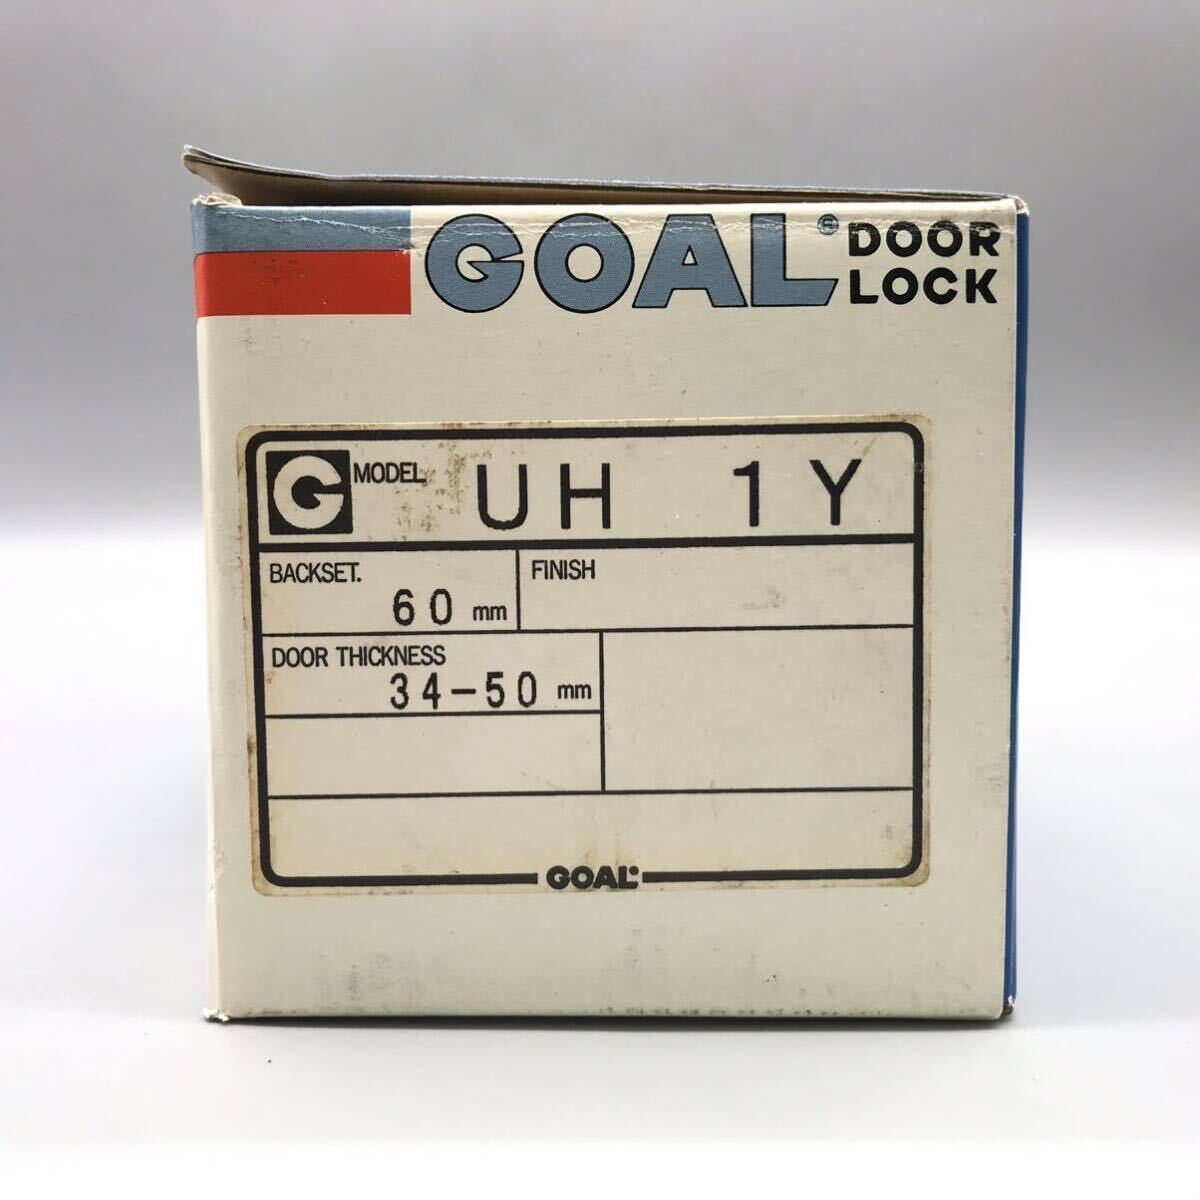 GOAL® DOOR LOCK
G MODEL UH 1Y
BACKSET. 60 mm
FINISH
DOOR THICKNESS
34-50 mm
GOAL